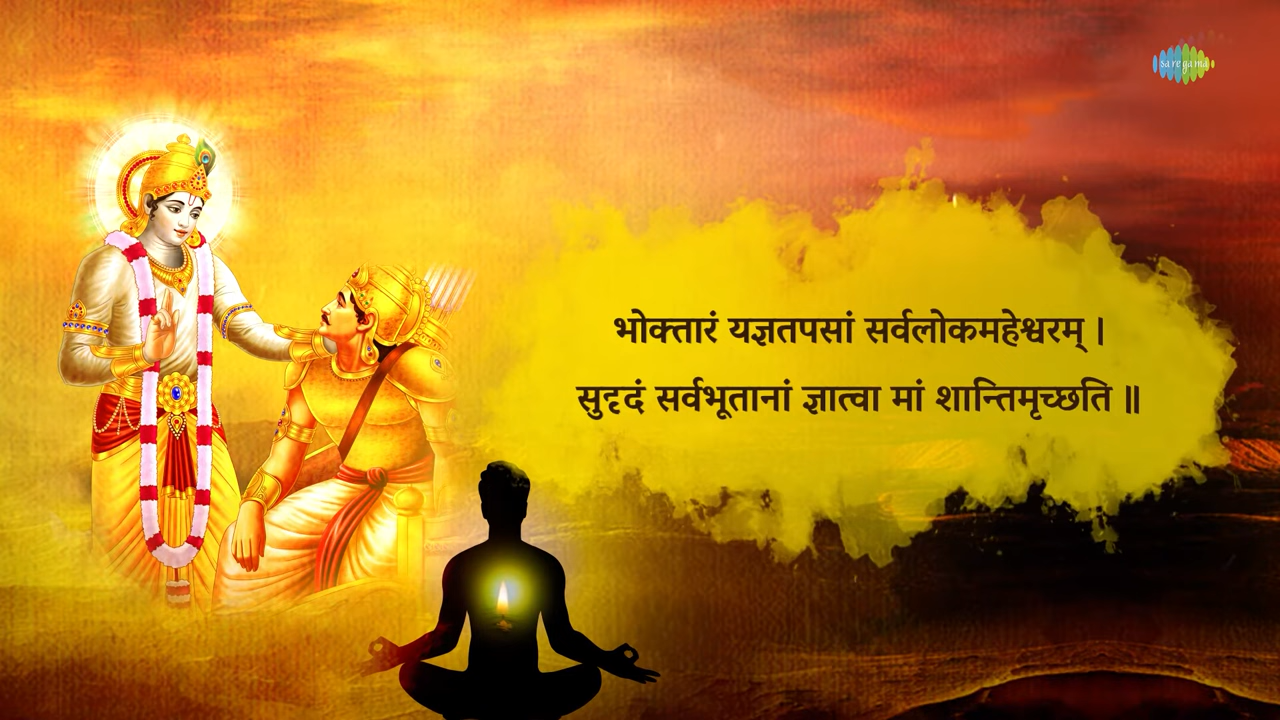 saregama
भोक्तारं यज्ञतपसां सर्वलोकमहेश्वरम् ।
सुहृदं सर्वभूतानां ज्ञात्वा मां शान्तिमृच्छति ॥